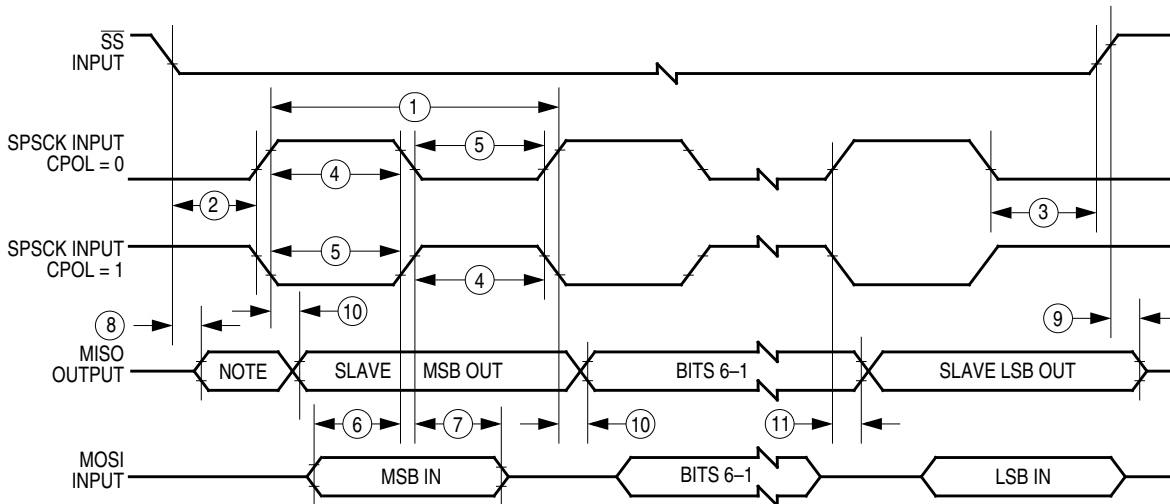 SS
INPUT
1
SPSCK INPUT
CPOL = 0
5
4
2
3
SPSCK INPUT
CPOL = 1
5
4
8
10
9
MISO
OUTPUT
NOTE
SLAVE MSB OUT
BITS 6–1
SLAVE LSB OUT
6
7
10
11
MOSI
INPUT
MSB IN
BITS 6–1
LSB IN